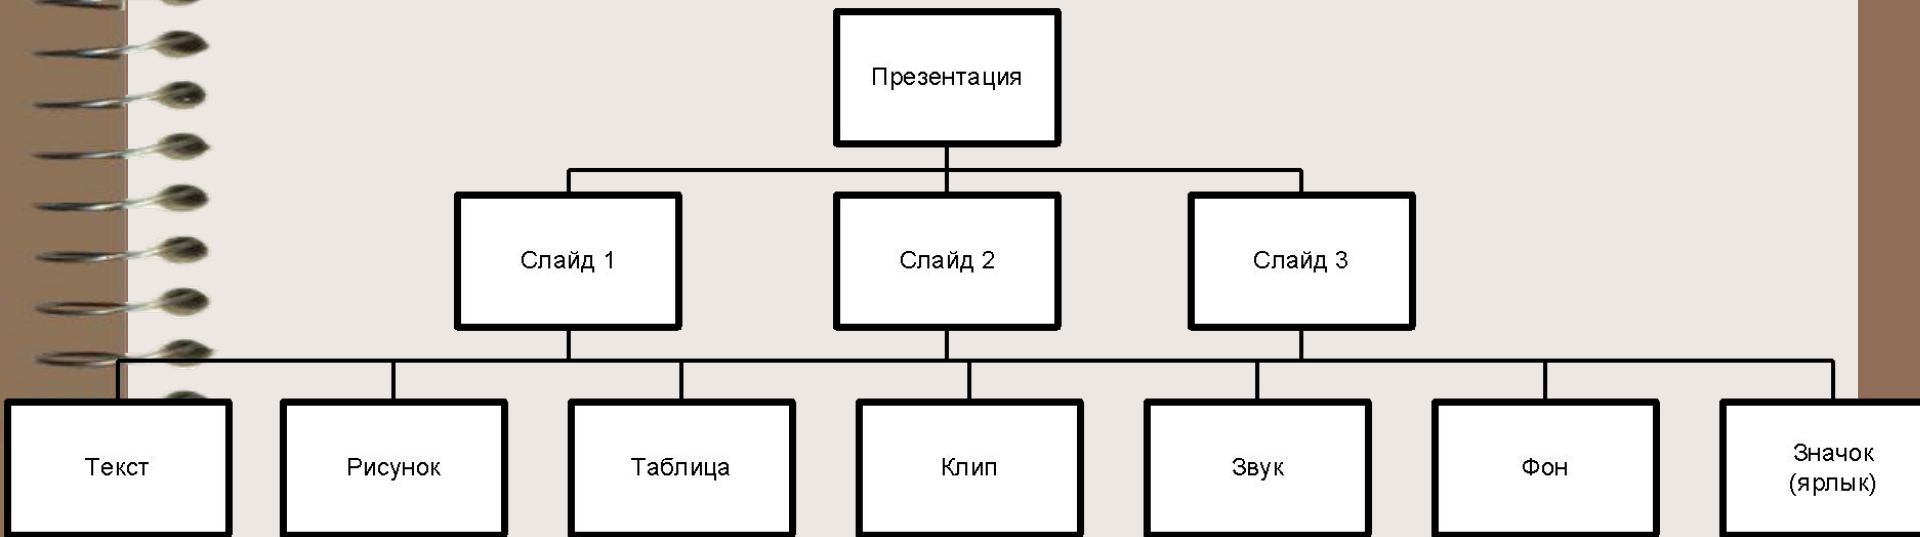 Презентация
Слайд 1
Слайд 2
Слайд 3
Текст
Рисунок
Таблица
Клип
Звук
Фон
Значок
(ярлык)